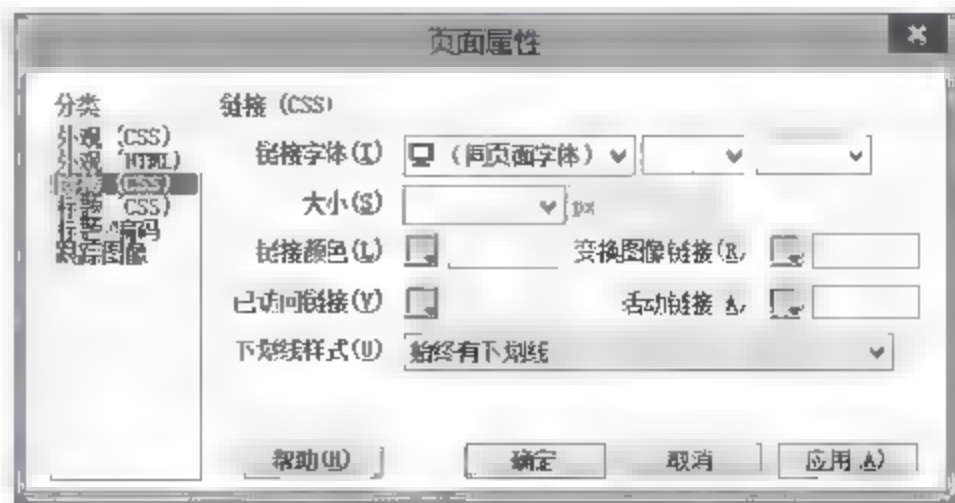 页面属性
分类
外观 (CSS)
外观 (HTML)
链接 (CSS)
标题 (CSS)
标题/编码
跟踪图像
链接 (CSS)
链接字体(I) (同页面字体)
大小(S) px
链接颜色(L) 变换图像链接(R)
已访问链接(V) 活动链接(A)
下划线样式(U) 始终有下划线
帮助(H) 确定 取消 应用(A)